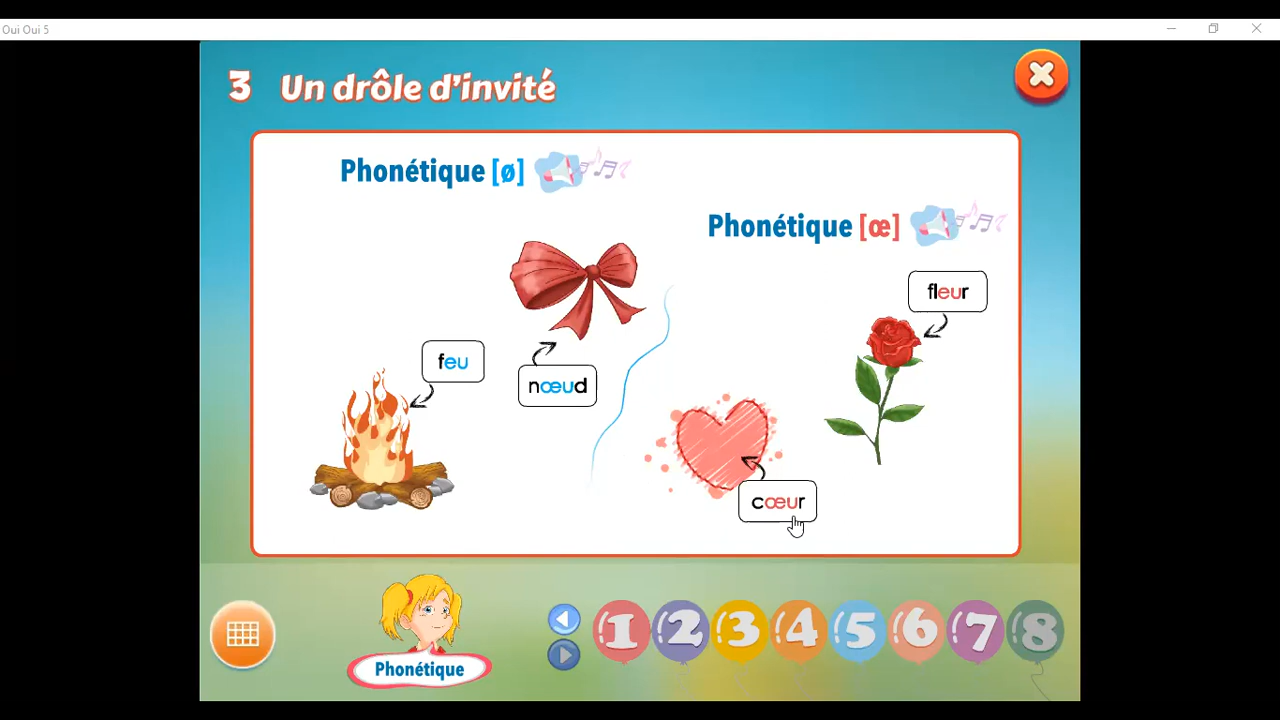 Oui Oui 5
3 Un drôle d'invité
Phonétique [ø]
Phonétique [œ]
fleur
feu
nœud
cœur
Phonétique
1 2 3 4 5 6 7 8